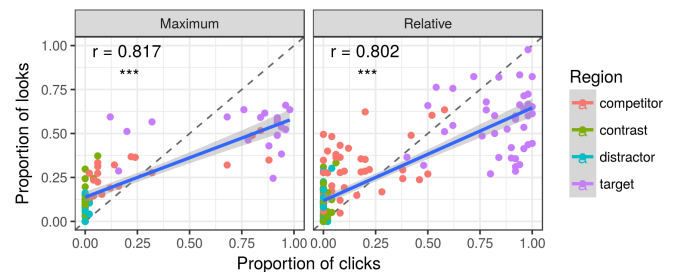 Maximum
Relative
r = 0.817
***
r = 0.802
***
Proportion of looks
1.00
0.75
0.50
0.25
0.00
0.00
0.25
0.50
0.75
1.00
0.00
0.25
0.50
0.75
1.00
Proportion of clicks
Region
competitor
contrast
distractor
target